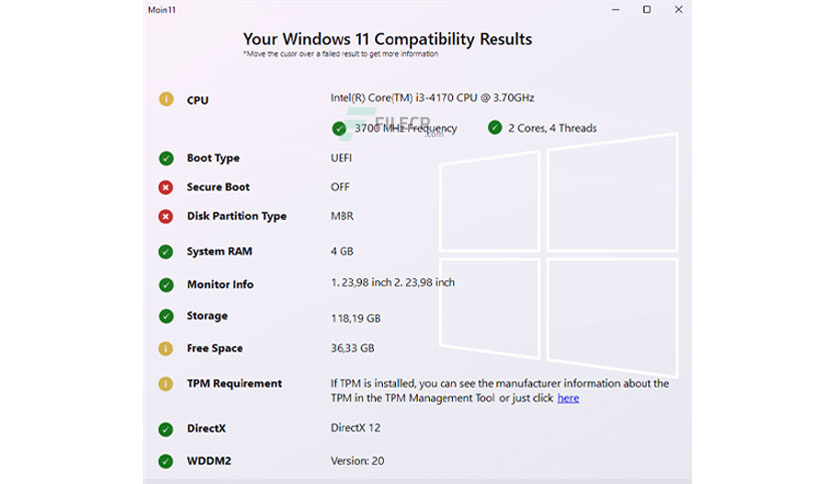 Moin11
Your Windows 11 Compatibility Results
*Move the cusor over a failed result to get more information
CPU
Intel(R) Core(TM) i3-4170 CPU @ 3.70GHz
FILECR
.com
3700 MHz Frequency
2 Cores, 4 Threads
Boot Type
UEFI
Secure Boot
OFF
Disk Partition Type
MBR
System RAM
4 GB
Monitor Info
1. 23,98 inch 2. 23,98 inch
Storage
118,19 GB
Free Space
36,33 GB
TPM Requirement
If TPM is installed, you can see the manufacturer information about the
TPM in the TPM Management Tool or just click here
DirectX
DirectX 12
WDDM2
Version: 20